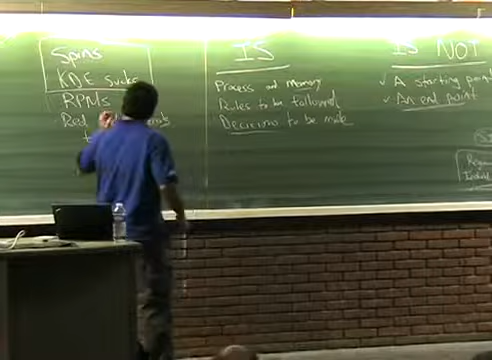 Spins
KDE Sucks
RPMs
Red
IS
Process and Memory
Rules to be followed
Decisions to be made
IS NOT
A starting point
An end point